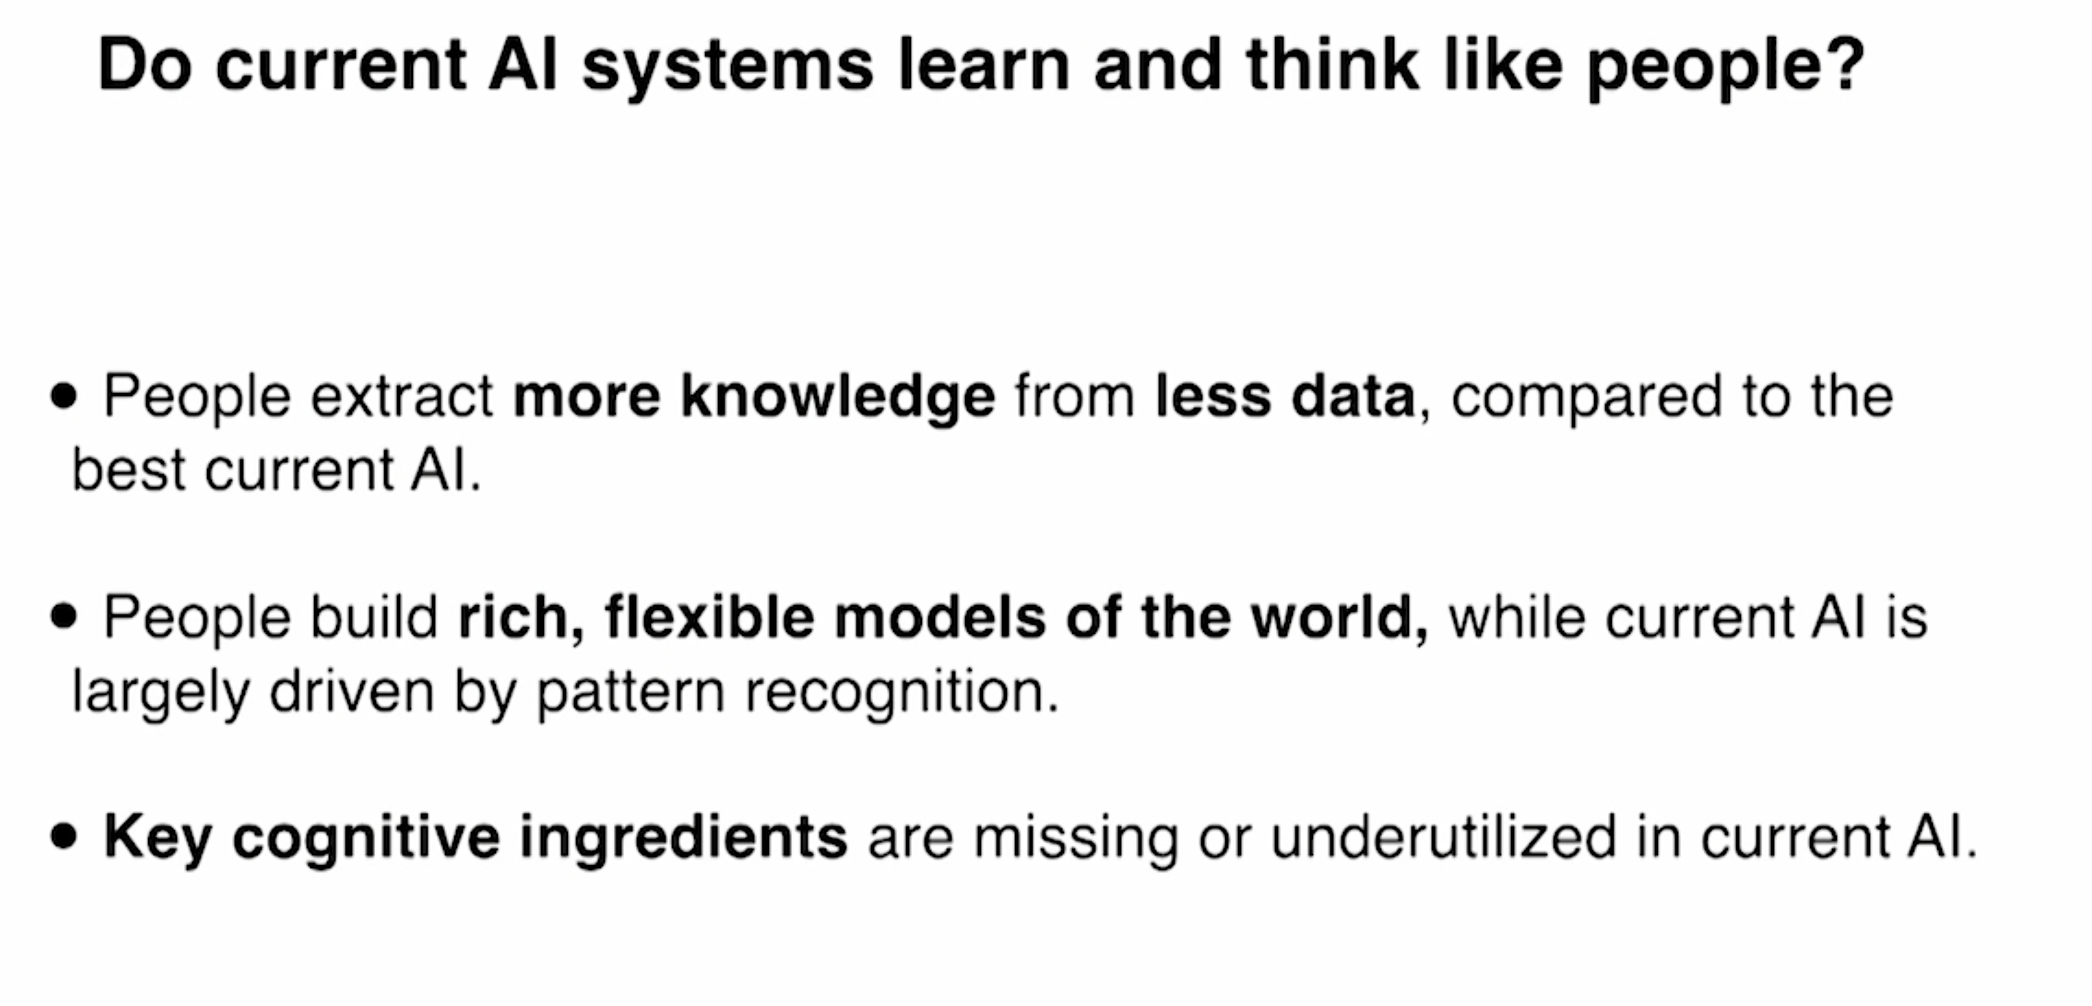 Do current AI systems learn and think like people?
• People extract more knowledge from less data, compared to the
best current AI.
• People build rich, flexible models of the world, while current AI is
largely driven by pattern recognition.
• Key cognitive ingredients are missing or underutilized in current AI.